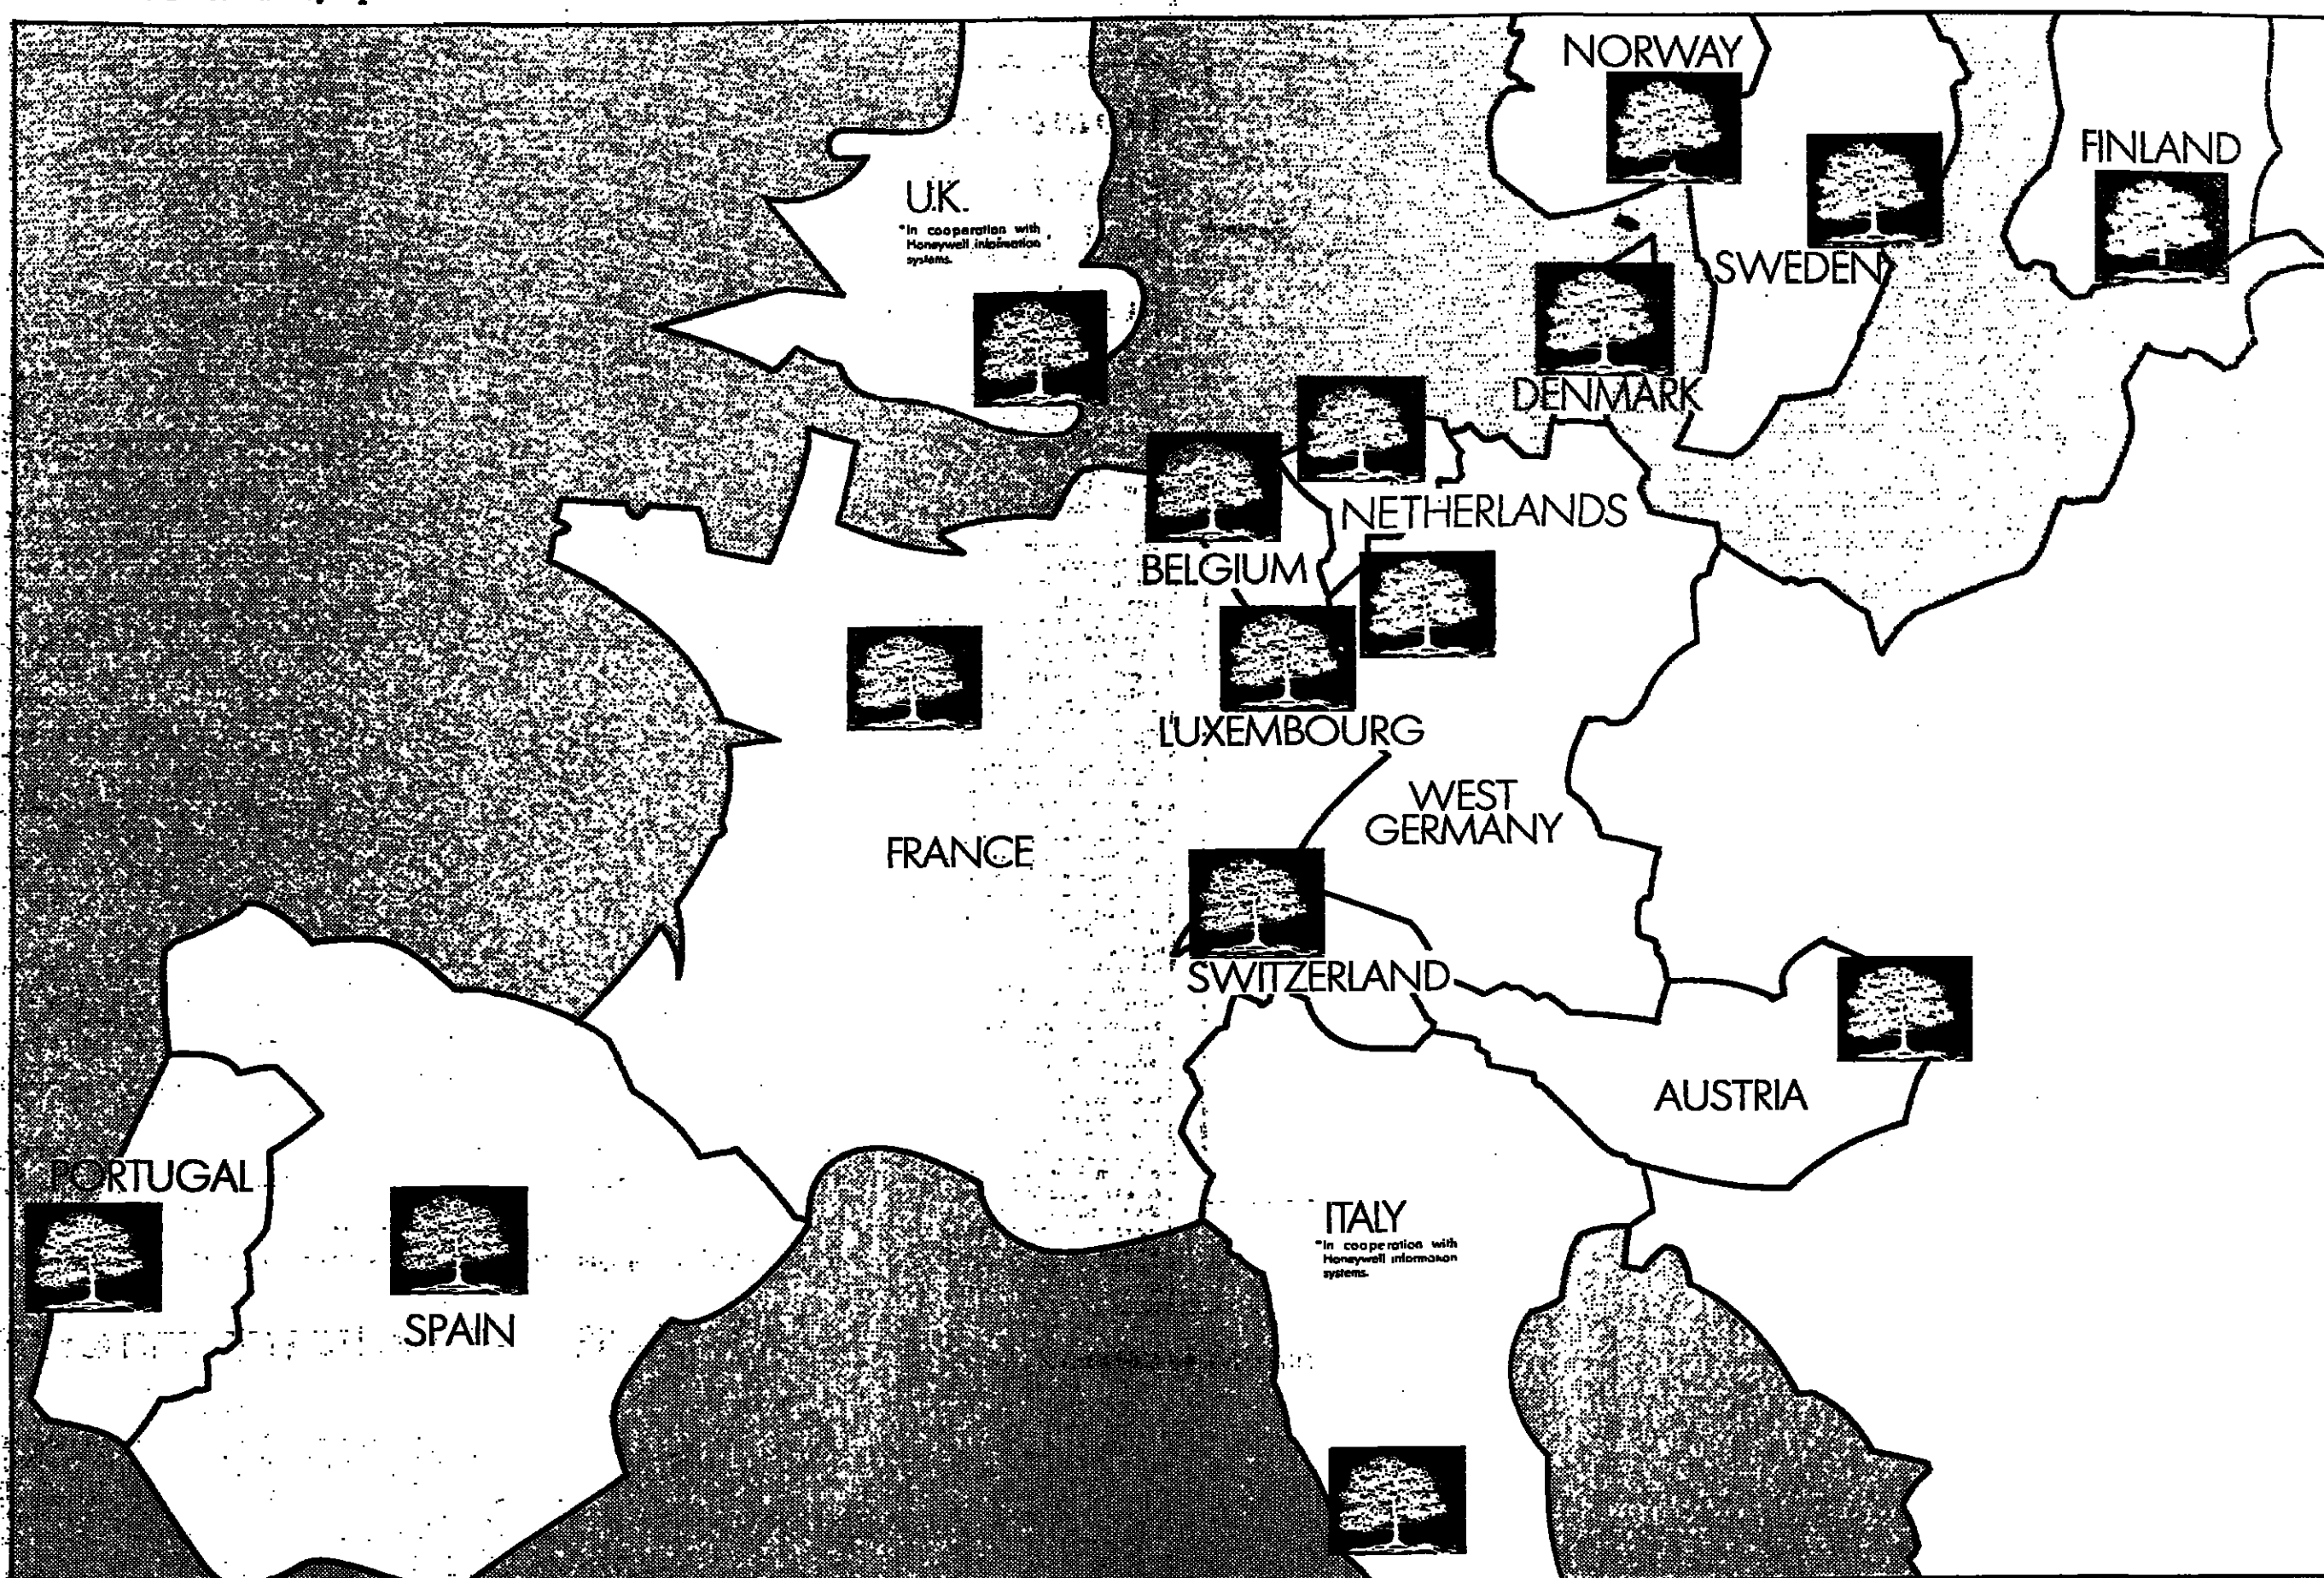 NORWAY
FINLAND
U.K.
*In cooperation with
Honeywell information
systems.
SWEDEN
DENMARK
NETHERLANDS
BELGIUM
LUXEMBOURG
WEST
GERMANY
FRANCE
SWITZERLAND
AUSTRIA
PORTUGAL
ITALY
*In cooperation with
Honeywell information
systems.
SPAIN